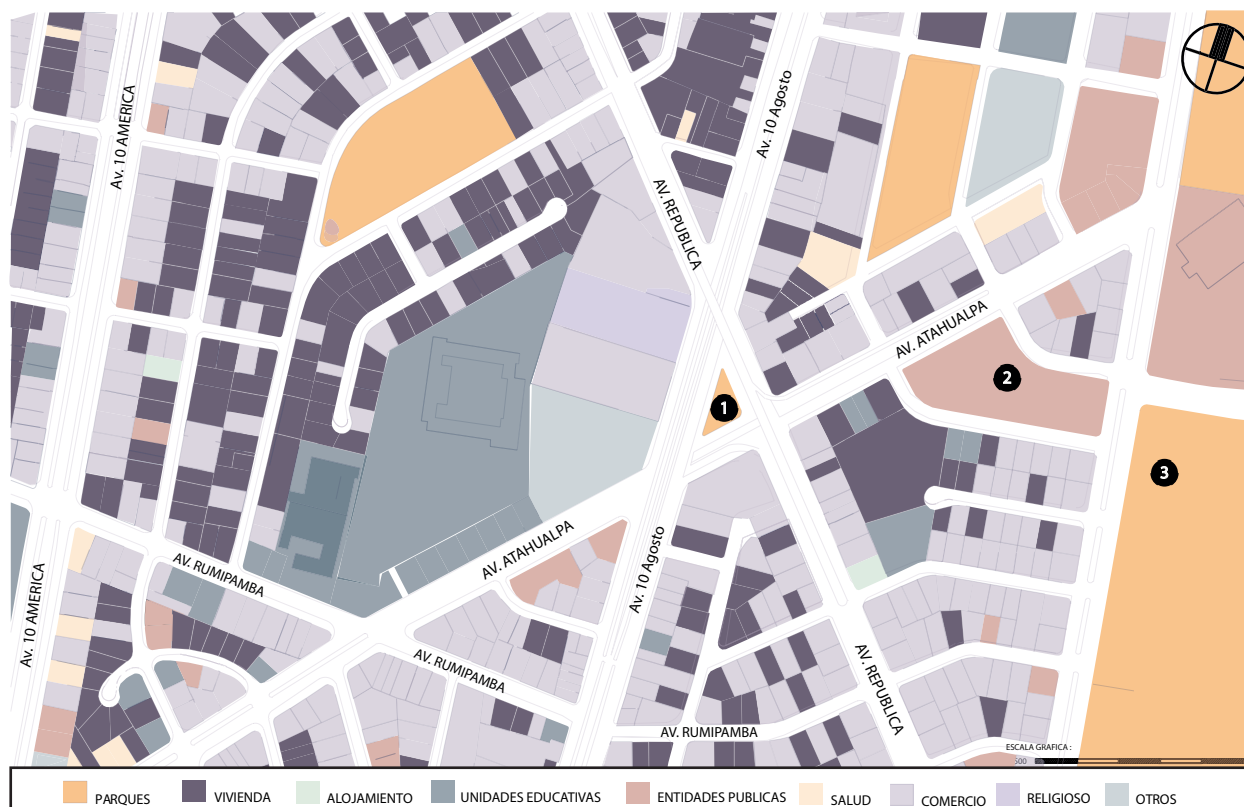 Av. 10 AMERICA
Av. 10 Agosto
AV. REPUBLICA
AV. ATAHUALPA
1
2
3
AV. ATAHUALPA
Av. 10 Agosto
AV. RUMIPAMBA
Av. 10 AMERICA
AV. RUMIPAMBA
AV. REPUBLICA
AV. RUMIPAMBA
ESCALA GRAFICA :
500
PARQUES
VIVIENDA
ALOJAMIENTO
UNIDADES EDUCATIVAS
ENTIDADES PUBLICAS
SALUD
COMERCIO
RELIGIOSO
OTROS